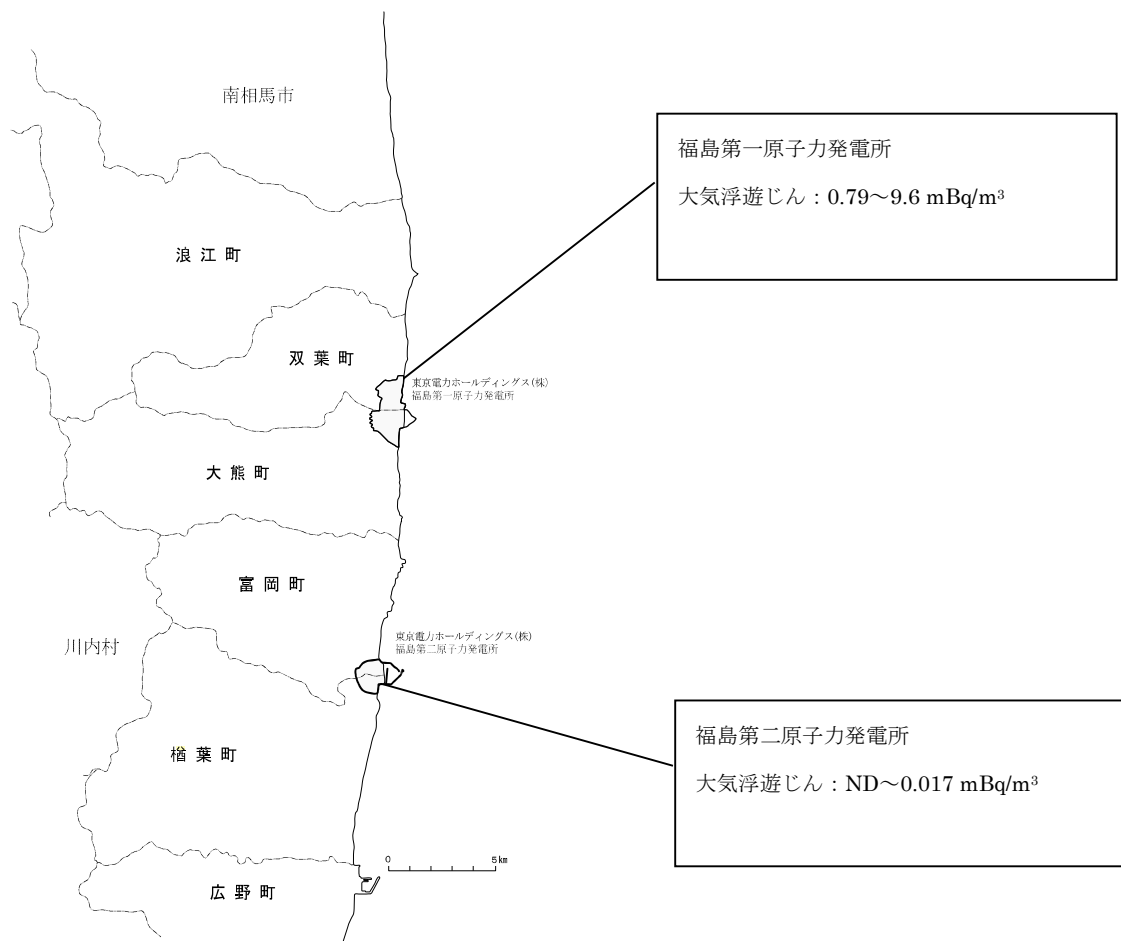 南相馬市
福島第一原子力発電所
大気浮遊じん：0.79～9.6 mBq/m³
浪江町
双葉町
東京電力ホールディングス(株)
福島第一原子力発電所
大熊町
富岡町
東京電力ホールディングス(株)
福島第二原子力発電所
川内村
福島第二原子力発電所
大気浮遊じん：ND～0.017 mBq/m³
楢葉町
0 5km
広野町